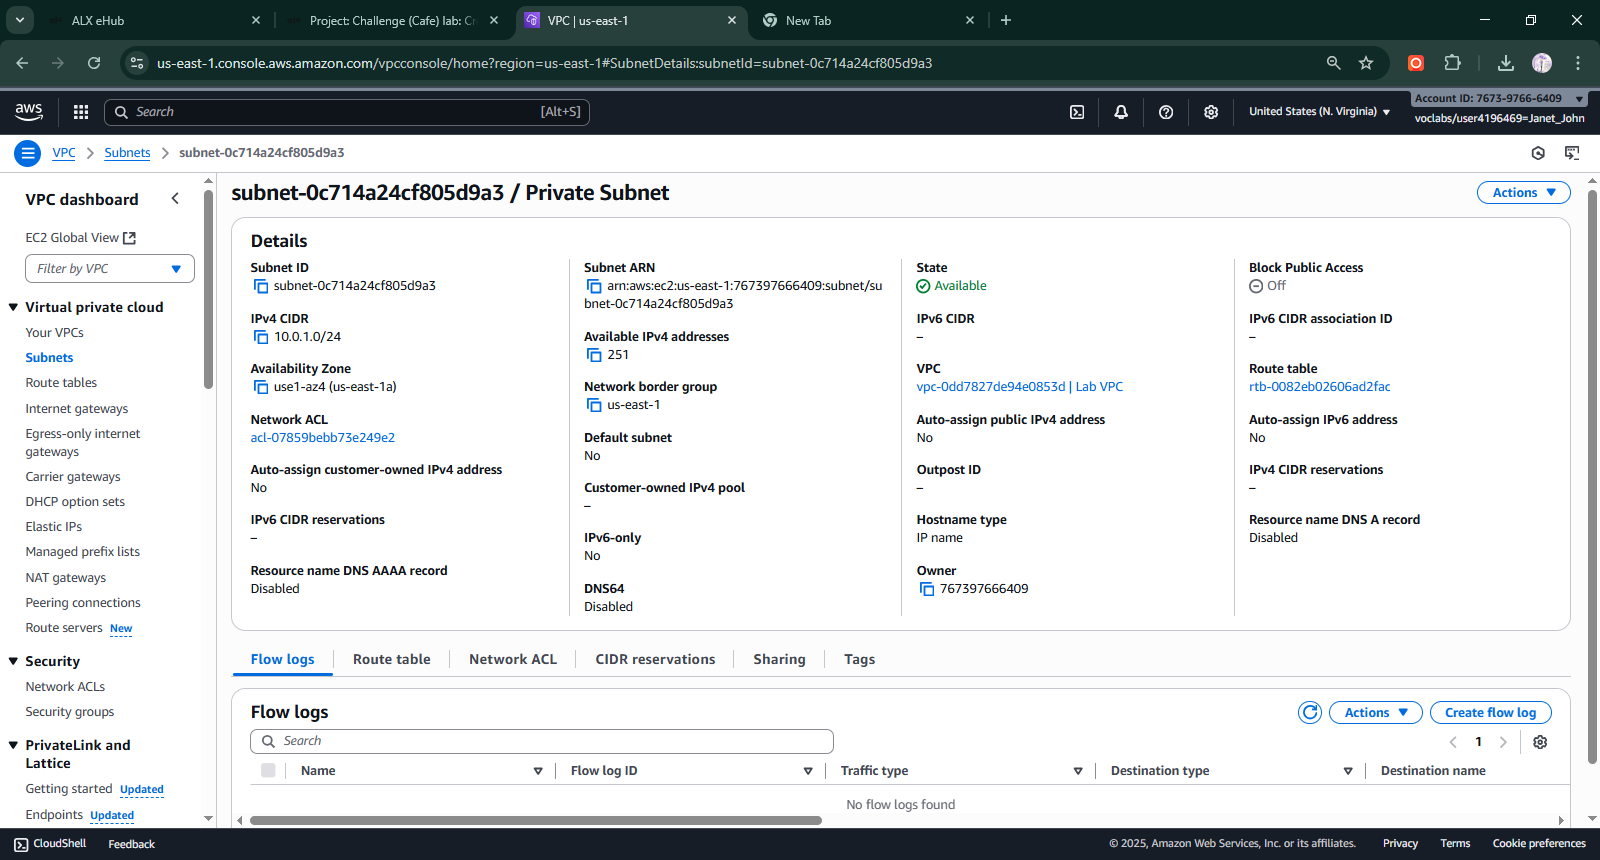 ALX eHub
Project: Challenge (Cafe) lab: Cr
VPC | us-east-1
New Tab
us-east-1.console.aws.amazon.com/vpcconsole/home?region=us-east-1#SubnetDetails:subnetId=subnet-0c714a24cf805d9a3
aws
Search
[Alt+S]
United States (N. Virginia)
Account ID: 7673-9766-6409
voclabs/user4196469=Janet_John
VPC
Subnets
subnet-0c714a24cf805d9a3
VPC dashboard
EC2 Global View
Filter by VPC
Virtual private cloud
Your VPCs
Subnets
Route tables
Internet gateways
Egress-only internet
gateways
Carrier gateways
DHCP option sets
Elastic IPs
Managed prefix lists
NAT gateways
Peering connections
Route servers New
Security
Network ACLs
Security groups
PrivateLink and
Lattice
Getting started Updated
Endpoints Updated
subnet-0c714a24cf805d9a3 / Private Subnet
Actions
Details
Subnet ID
subnet-0c714a24cf805d9a3
IPv4 CIDR
10.0.1.0/24
Availability Zone
use1-az4 (us-east-1a)
Network ACL
acl-07859bebb73e249e2
Auto-assign customer-owned IPv4 address
No
IPv6 CIDR reservations
–
Resource name DNS AAAA record
Disabled
Subnet ARN
arn:aws:ec2:us-east-1:767397666409:subnet/su
bnet-0c714a24cf805d9a3
Available IPv4 addresses
251
Network border group
us-east-1
Default subnet
No
Customer-owned IPv4 pool
–
IPv6-only
No
DNS64
Disabled
State
Available
IPv6 CIDR
–
VPC
vpc-0dd7827de94e0853d | Lab VPC
Auto-assign public IPv4 address
No
Outpost ID
–
Hostname type
IP name
Owner
767397666409
Block Public Access
Off
IPv6 CIDR association ID
–
Route table
rtb-0082eb02606ad2fac
Auto-assign IPv6 address
No
IPv4 CIDR reservations
–
Resource name DNS A record
Disabled
Flow logs
Route table
Network ACL
CIDR reservations
Sharing
Tags
Flow logs
Actions
Create flow log
Search
1
Name
Flow log ID
Traffic type
Destination type
Destination name
No flow logs found
CloudShell
Feedback
© 2025, Amazon Web Services, Inc. or its affiliates.
Privacy
Terms
Cookie preferences